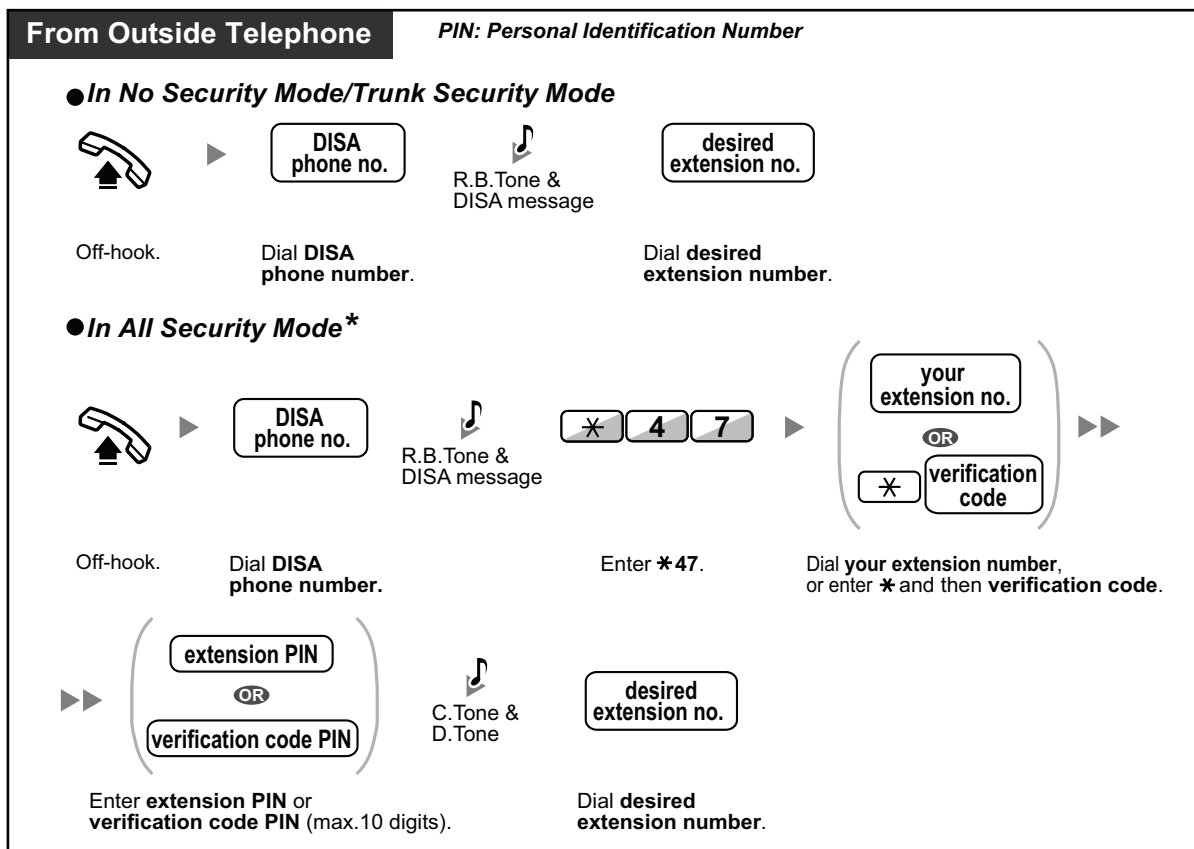 From Outside Telephone
PIN: Personal Identification Number
●In No Security Mode/Trunk Security Mode
DISA
phone no.
R.B.Tone &
DISA message
desired
extension no.
Off-hook.
Dial DISA
phone number.
Dial desired
extension number.
●In All Security Mode*
DISA
phone no.
R.B.Tone &
DISA message
* 4 7
your
extension no.
OR
* verification
code
Off-hook.
Dial DISA
phone number.
Enter *47.
Dial your extension number,
or enter * and then verification code.
extension PIN
OR
verification code PIN
C.Tone &
D.Tone
desired
extension no.
Enter extension PIN or
verification code PIN (max.10 digits).
Dial desired
extension number.